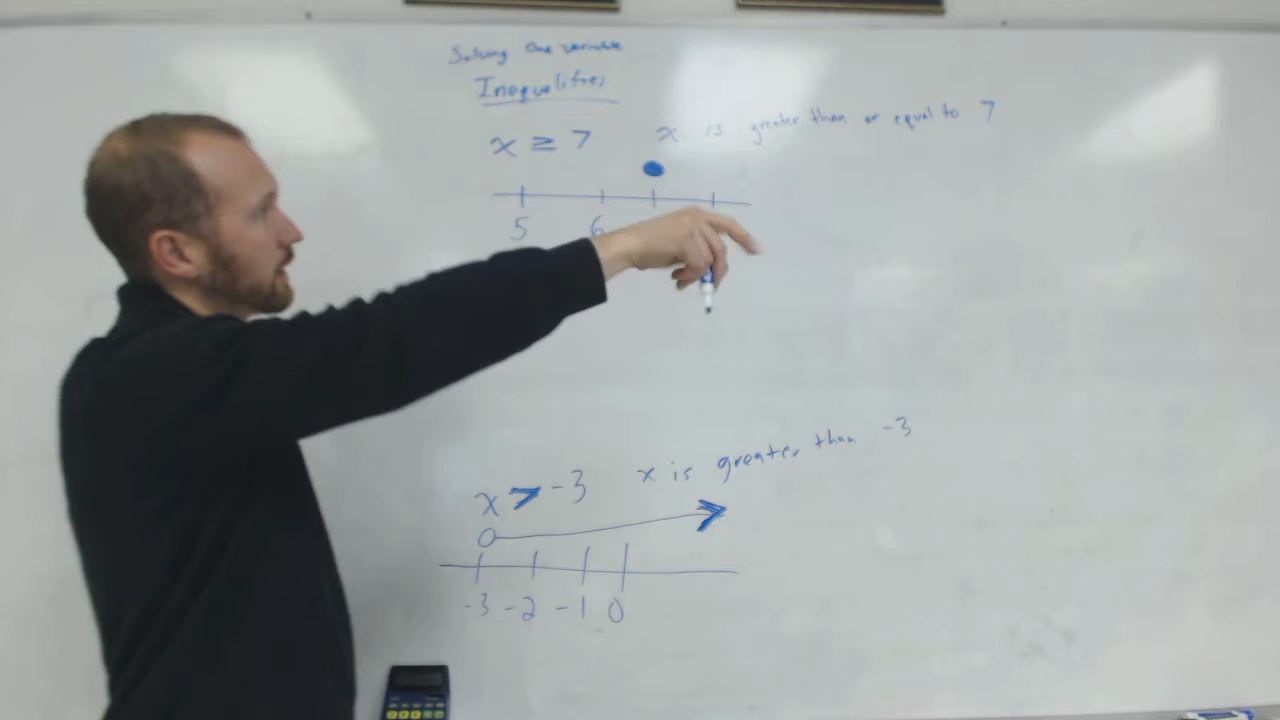 Solving One variable
Inequalities
x ≥ 7 x is greater than or equal to 7
5 6
x > -3 x is greater than -3
-3 -2 -1 0